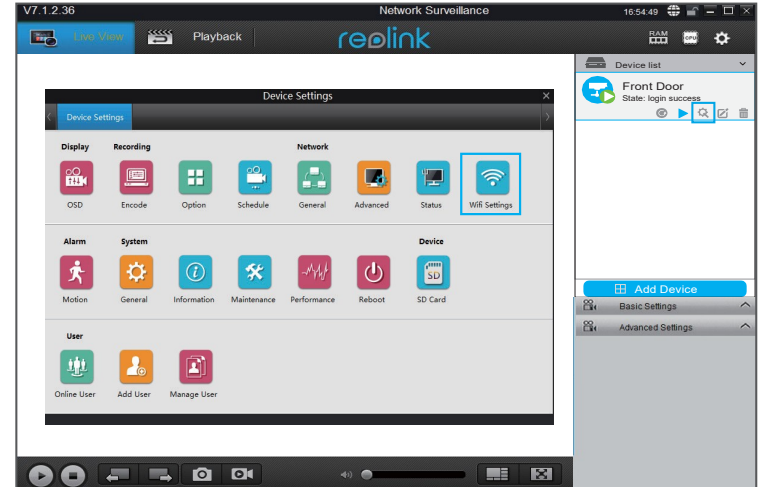 V7.1.2.36
Network Surveillance
16:54:49
Live View
Playback
reolink
RAM
CPU
Device list
Front Door
State: login success
Device Settings
Device Settings
Display
Recording
Network
OSD
Encode
Option
Schedule
General
Advanced
Status
Wifi Settings
Alarm
System
Device
SD
Motion
General
Information
Maintenance
Performance
Reboot
SD Card
User
Online User
Add User
Manage User
Add Device
Basic Settings
Advanced Settings